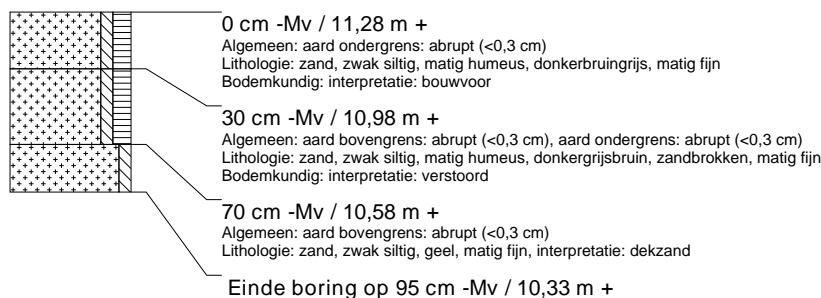 0 cm -Mv / 11,28 m +
Algemeen: aard ondergrens: abrupt (<0,3 cm)
Lithologie: zand, zwak siltig, matig humeus, donkerbruingrijs, matig fijn
Bodemkundig: interpretatie: bouwvoor
30 cm -Mv / 10,98 m +
Algemeen: aard bovengrens: abrupt (<0,3 cm), aard ondergrens: abrupt (<0,3 cm)
Lithologie: zand, zwak siltig, matig humeus, donkergrijsbruin, zandbrokken, matig fijn
Bodemkundig: interpretatie: verstoord
70 cm -Mv / 10,58 m +
Algemeen: aard bovengrens: abrupt (<0,3 cm)
Lithologie: zand, zwak siltig, geel, matig fijn, interpretatie: dekzand
Einde boring op 95 cm -Mv / 10,33 m +